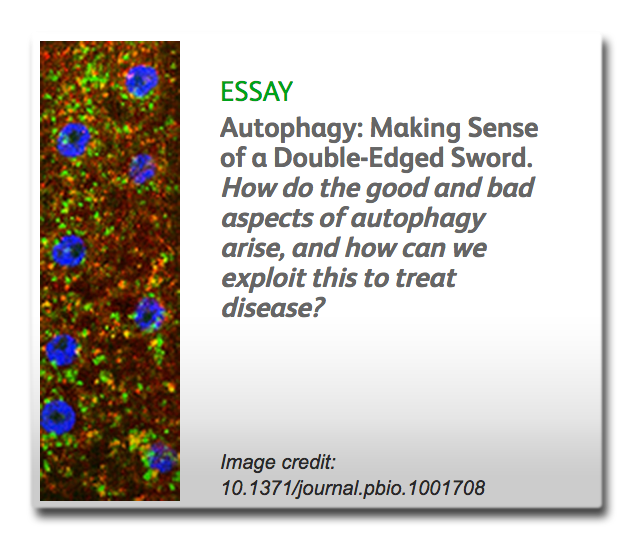 ESSAY
Autophagy: Making Sense
of a Double-Edged Sword.
How do the good and bad
aspects of autophagy
arise, and how can we
exploit this to treat
disease?
Image credit:
10.1371/journal.pbio.1001708